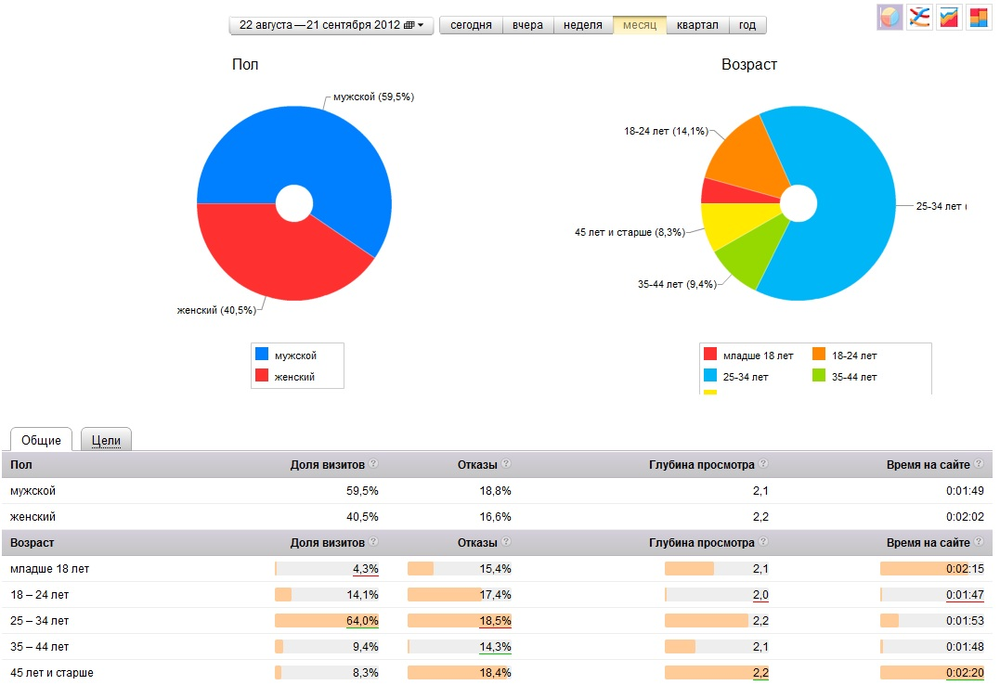 22 августа — 21 сентября 2012 сегодня вчера неделя месяц квартал год
Пол Возраст
мужской (59,5%)
18-24 лет (14,1%)
25-34 лет (
45 лет и старше (8,3%)
35-44 лет (9,4%)
женский (40,5%)
мужской
женский
младше 18 лет 18-24 лет
25-34 лет 35-44 лет
Общие Цели
Пол Доля визитов ? Отказы ? Глубина просмотра ? Время на сайте ?
мужской 59,5% 18,8% 2,1 0:01:49
женский 40,5% 16,6% 2,2 0:02:02
Возраст Доля визитов ? Отказы ? Глубина просмотра ? Время на сайте ?
младше 18 лет 4,3% 15,4% 2,1 0:02:15
18 – 24 лет 14,1% 17,4% 2,0 0:01:47
25 – 34 лет 64,0% 18,5% 2,2 0:01:53
35 – 44 лет 9,4% 14,3% 2,1 0:01:48
45 лет и старше 8,3% 18,4% 2,2 0:02:20